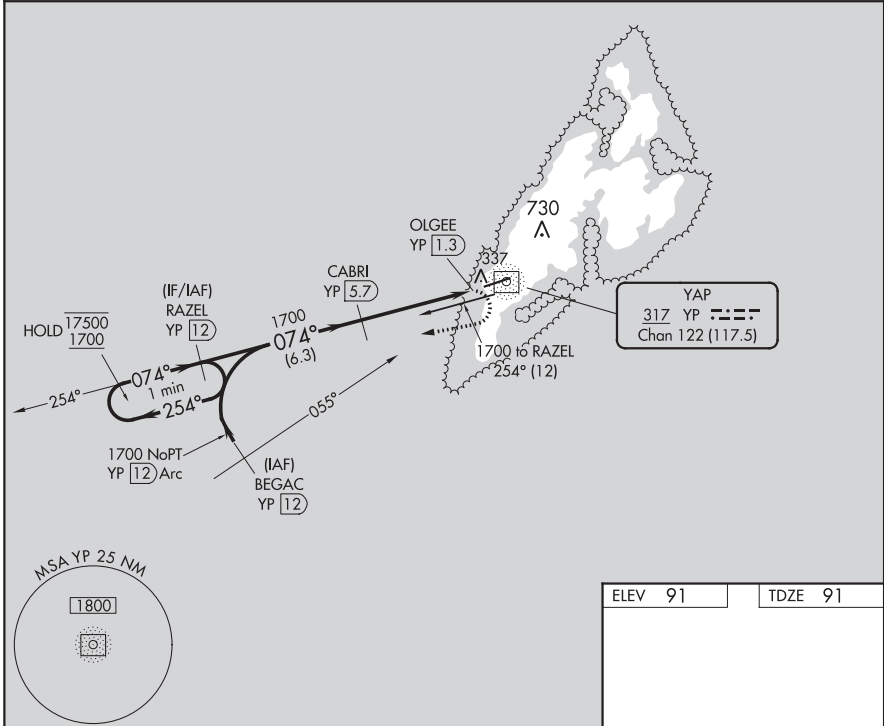 730
OLGEE
YP 1.3
337
CABRI
YP 5.7
(IF/IAF)
RAZEL
YP 12
HOLD 17500
1700
1700
074°
(6.3)
YAP
317 YP
Chan 122 (117.5)
1700 to RAZEL
254° (12)
074°
1 min
254°
254°
055°
1700 NoPT
YP 12 Arc
(IAF)
BEGAC
YP 12
MSA YP 25 NM
1800
ELEV 91
TDZE 91